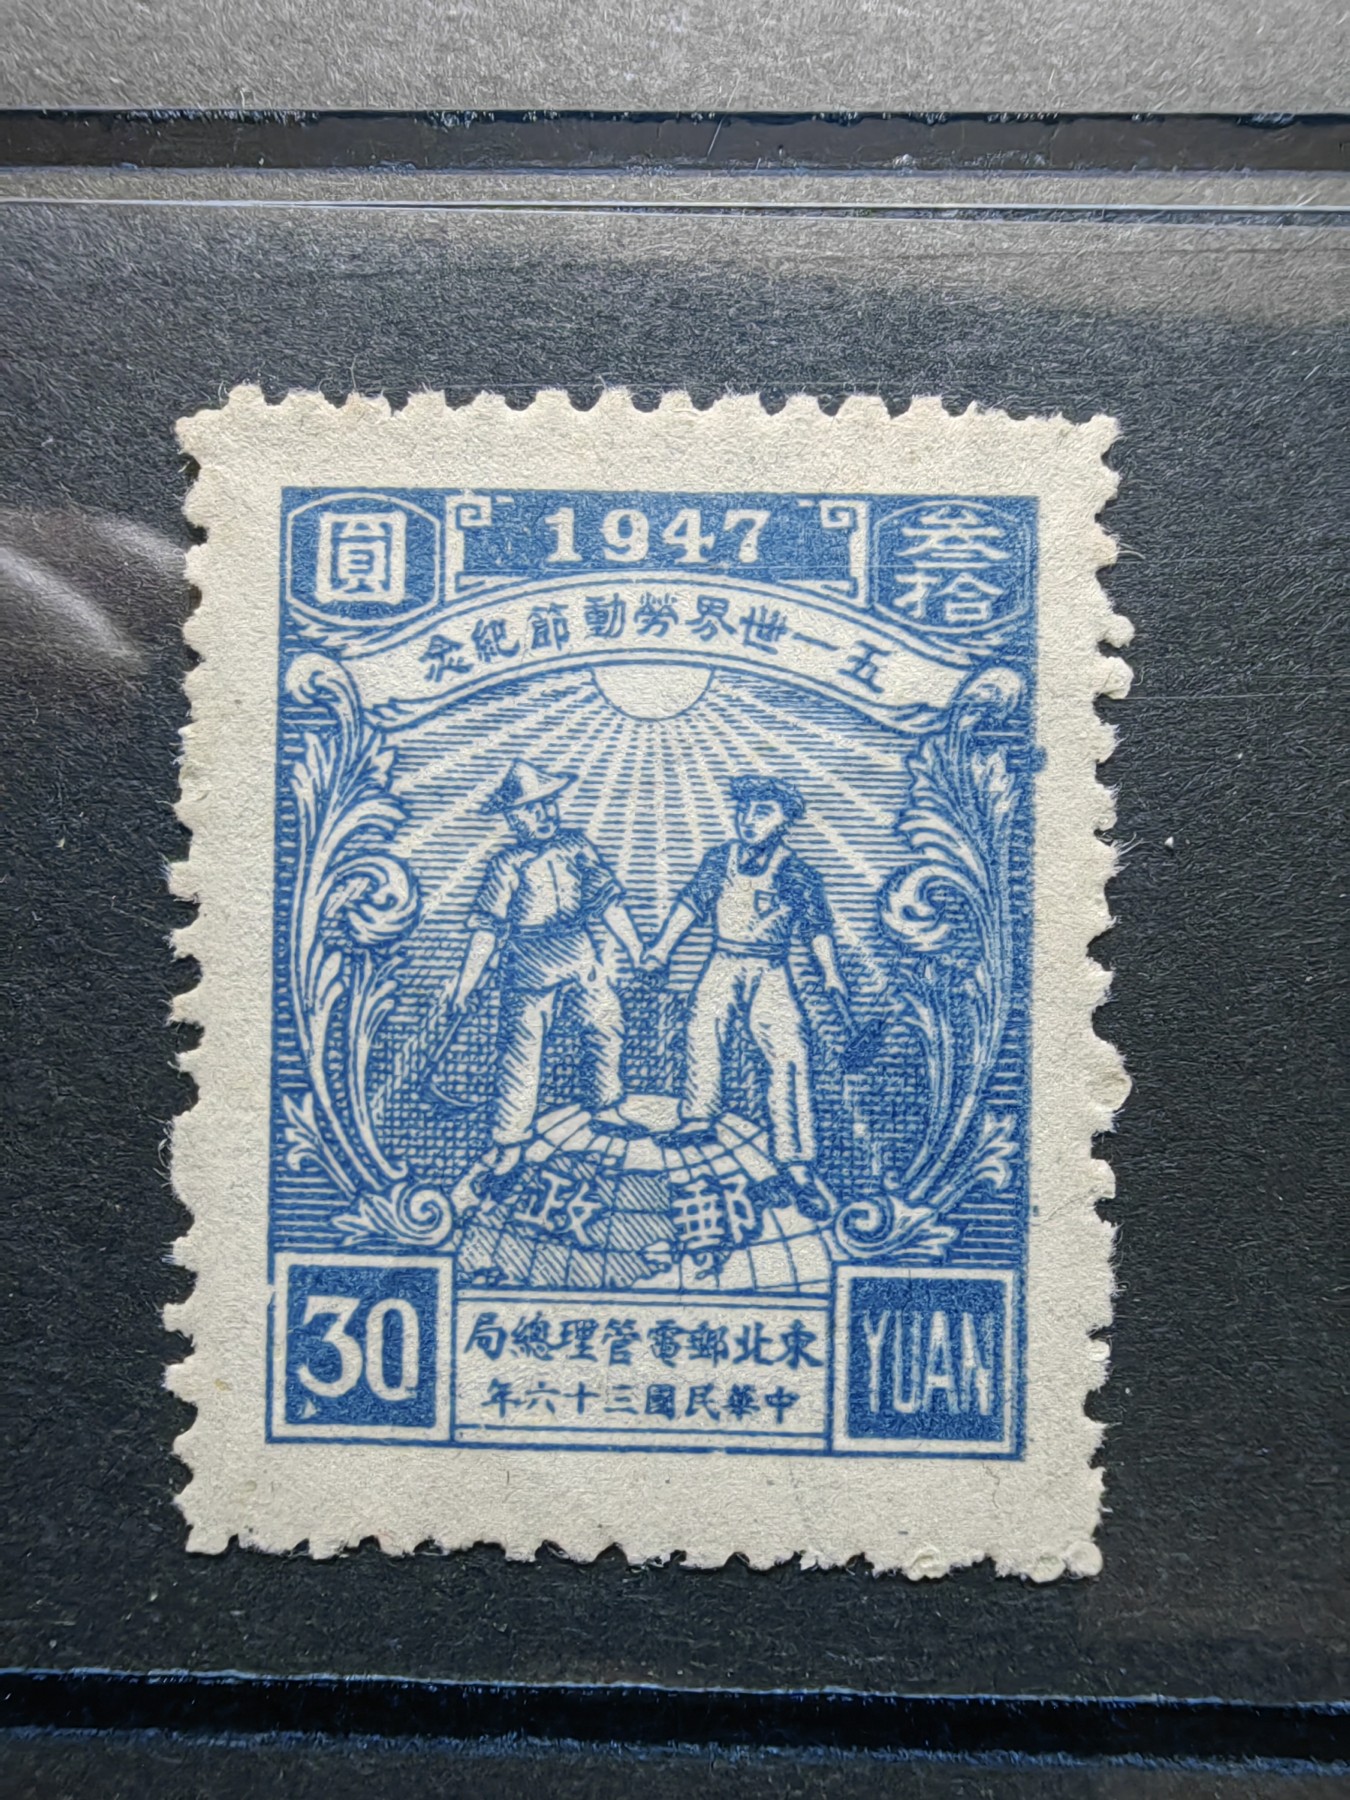 1947
叁拾圓
五一世界勞動節紀念
郵政
30 YUAN
東北郵電管理總局
中華民國三十六年